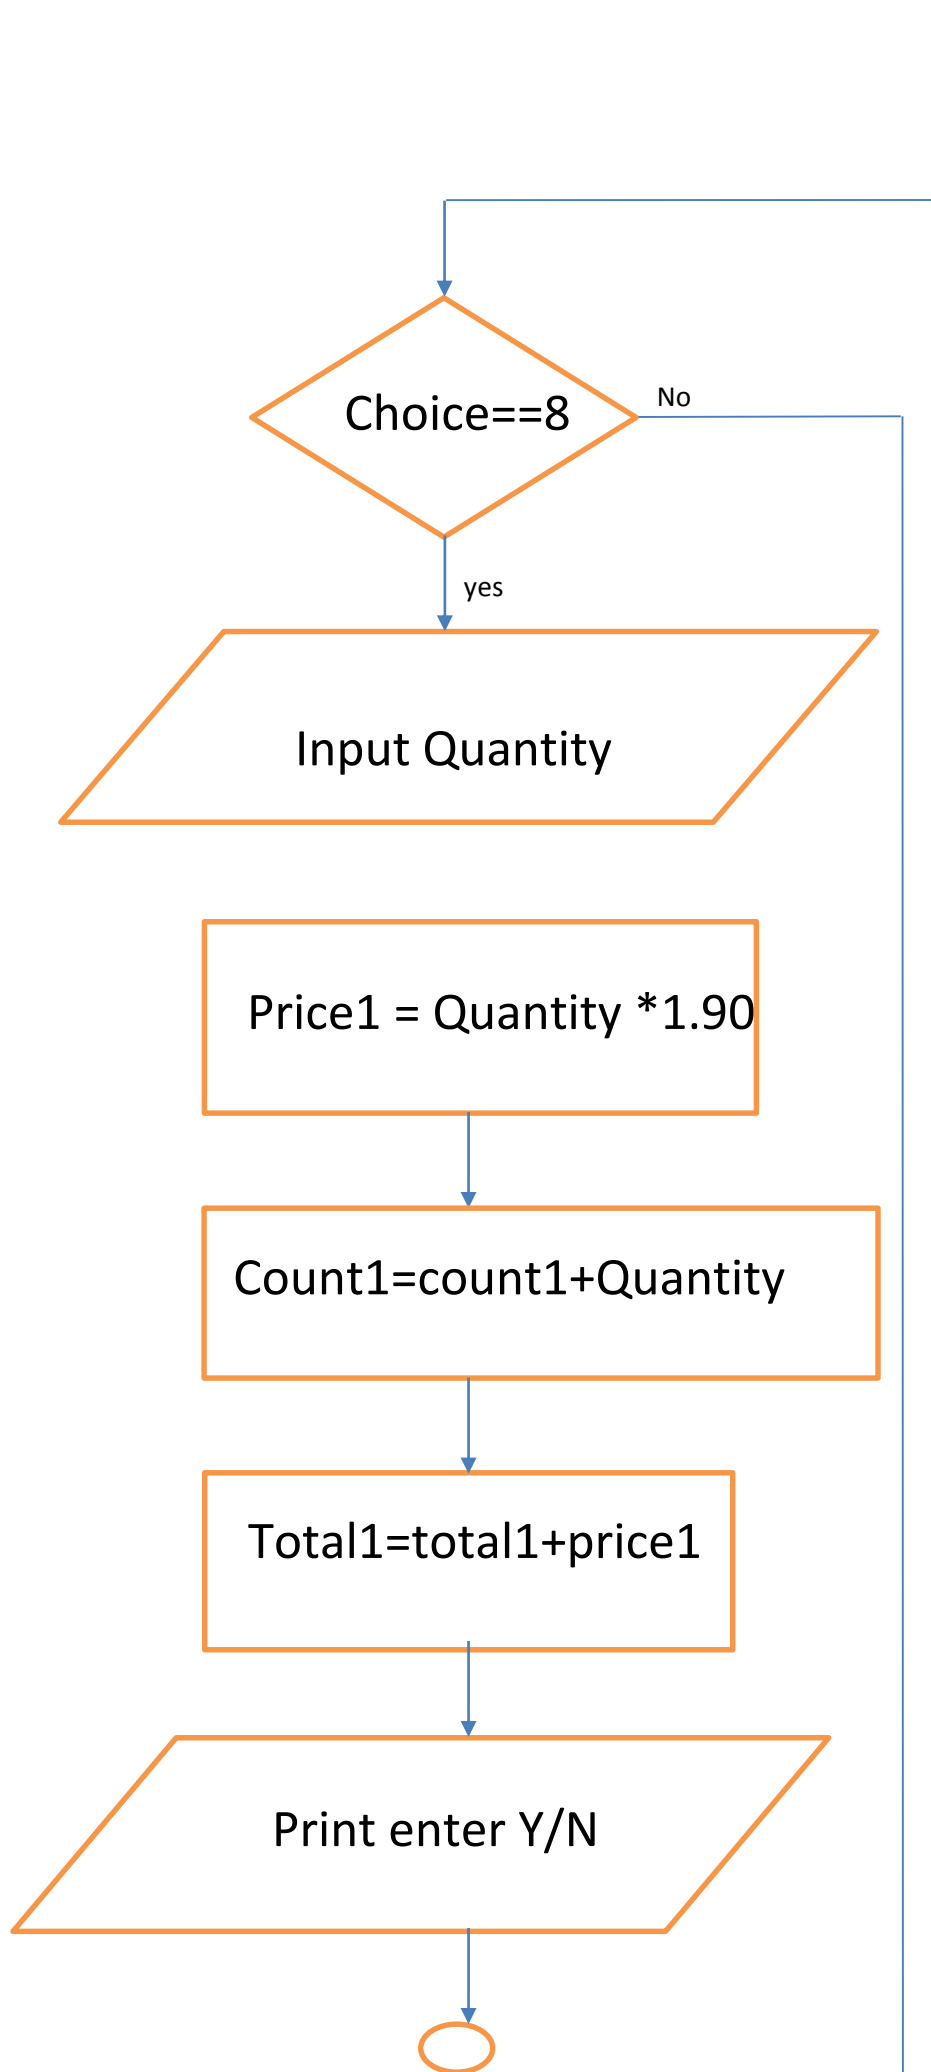 Choice==8
No
yes
Input Quantity
Price1 = Quantity *1.90
Count1=count1+Quantity
Total1=total1+price1
Print enter Y/N